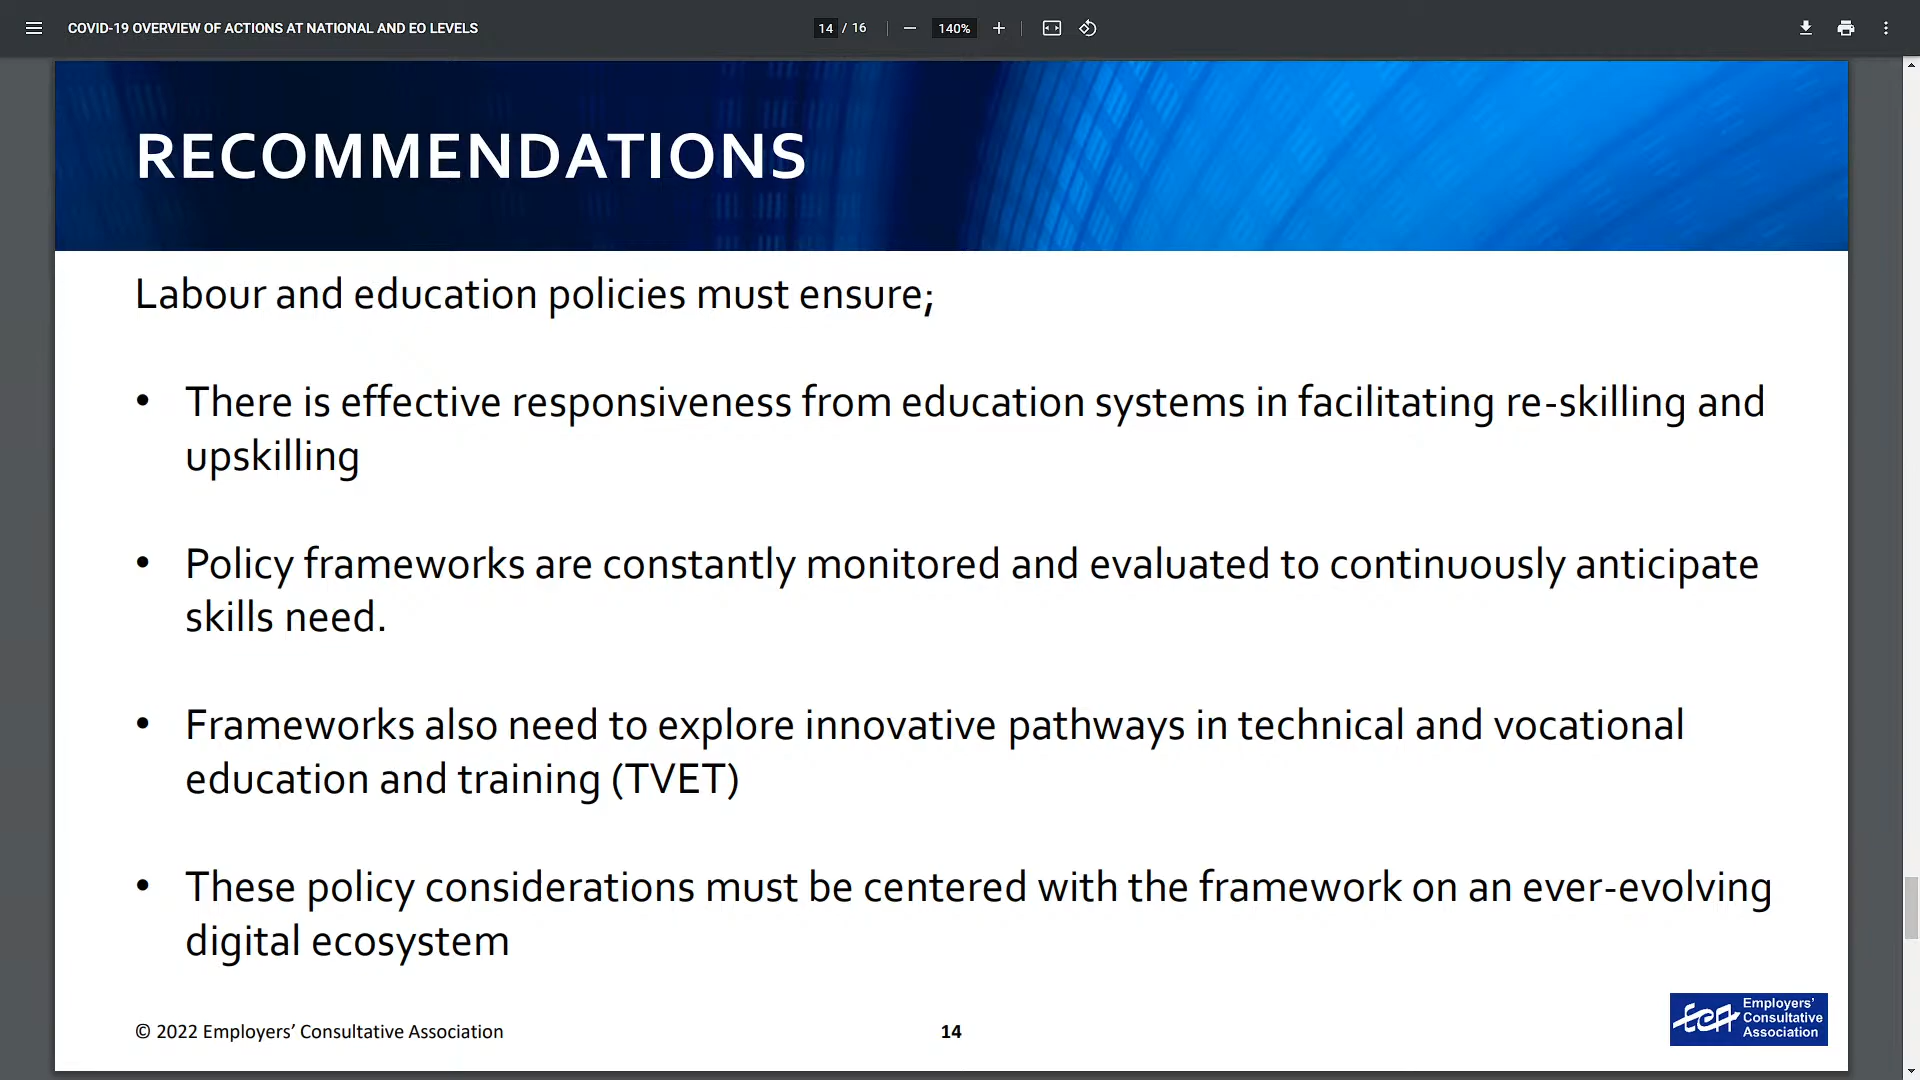 COVID-19 OVERVIEW OF ACTIONS AT NATIONAL AND EO LEVELS
14 / 16
140%
RECOMMENDATIONS
Labour and education policies must ensure;
• There is effective responsiveness from education systems in facilitating re-skilling and
upskilling
• Policy frameworks are constantly monitored and evaluated to continuously anticipate
skills need.
• Frameworks also need to explore innovative pathways in technical and vocational
education and training (TVET)
• These policy considerations must be centered with the framework on an ever-evolving
digital ecosystem
© 2022 Employers’ Consultative Association
14
eca
Employers’
Consultative
Association